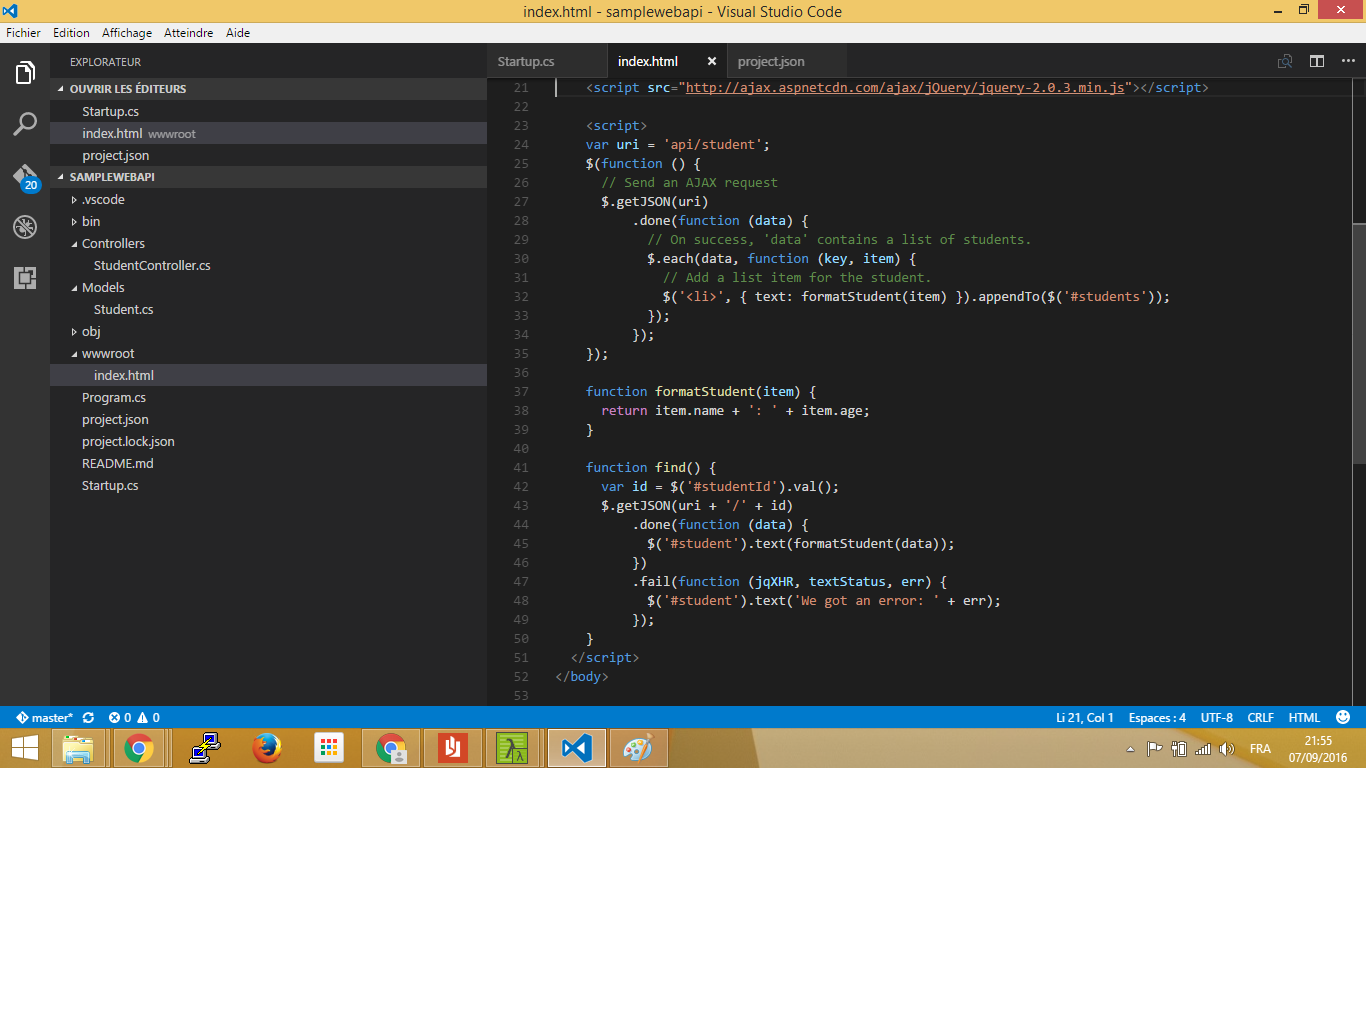 index.html - samplewebapi - Visual Studio Code
Fichier Edition Affichage Atteindre Aide
EXPLORATEUR
OUVRIR LES ÉDITEURS
Startup.cs
index.html wwwroot
project.json
SAMPLEWEBAPI
.vscode
bin
Controllers
StudentController.cs
Models
Student.cs
obj
wwwroot
index.html
Program.cs
project.json
project.lock.json
README.md
Startup.cs
20
Startup.cs index.html project.json
21 <script src="http://ajax.aspnetcdn.com/ajax/jQuery/jquery-2.0.3.min.js"></script>
22
23 <script>
24 var uri = 'api/student';
25 $(function () {
26 // Send an AJAX request
27 $.getJSON(uri)
28 .done(function (data) {
29 // On success, 'data' contains a list of students.
30 $.each(data, function (key, item) {
31 // Add a list item for the student.
32 $('<li>', { text: formatStudent(item) }).appendTo($('#students'));
33 });
34 });
35 });
36
37 function formatStudent(item) {
38 return item.name + ': ' + item.age;
39 }
40
41 function find() {
42 var id = $('#studentId').val();
43 $.getJSON(uri + '/' + id)
44 .done(function (data) {
45 $('#student').text(formatStudent(data));
46 })
47 .fail(function (jqXHR, textStatus, err) {
48 $('#student').text('We got an error: ' + err);
49 });
50 }
51 </script>
52 </body>
53
master* 0 0 Li 21, Col 1 Espaces : 4 UTF-8 CRLF HTML
FRA
21:55
07/09/2016